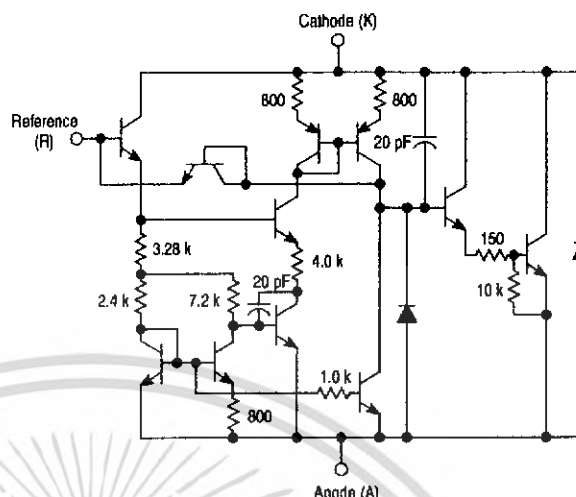 Cathode (K)
800
800
Reference
(R)
20 pF
3.28 k
4.0 k
150
2.4 k
7.2 k
20 pF
10 k
1.0 k
800
Anode (A)